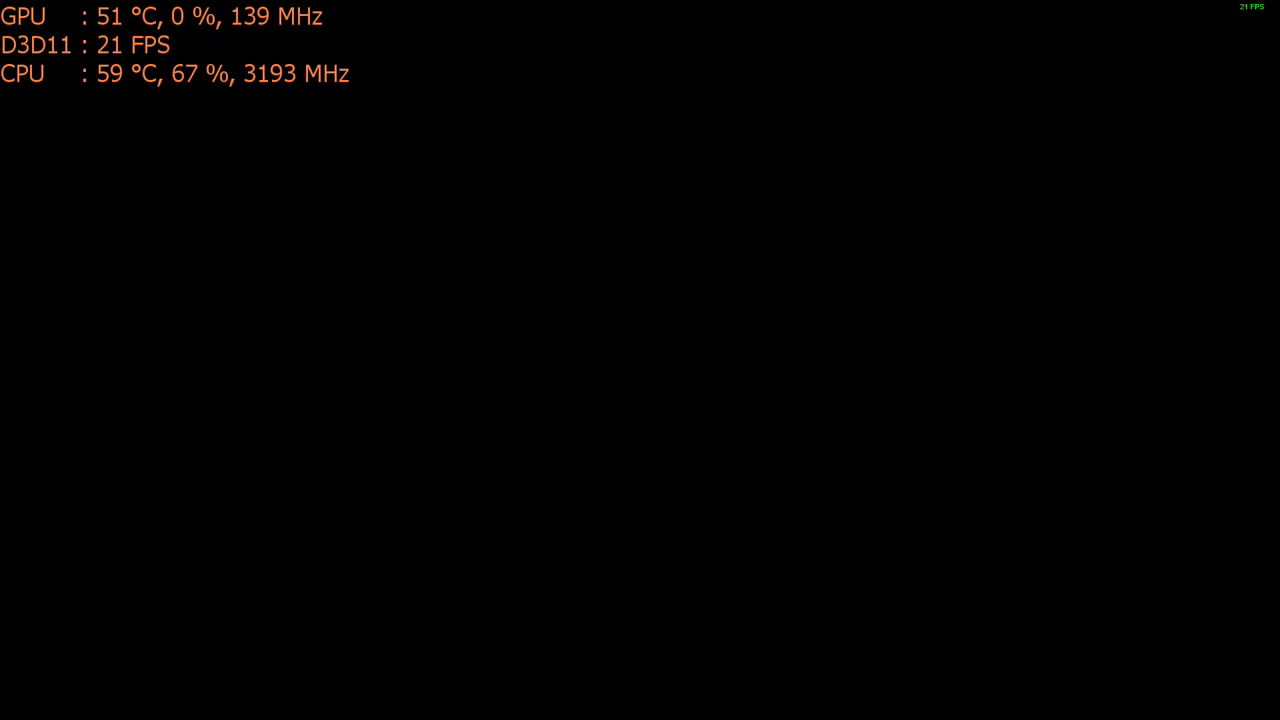 GPU : 51 °C, 0 %, 139 MHz
21 FPS
D3D11 : 21 FPS
CPU : 59 °C, 67 %, 3193 MHz